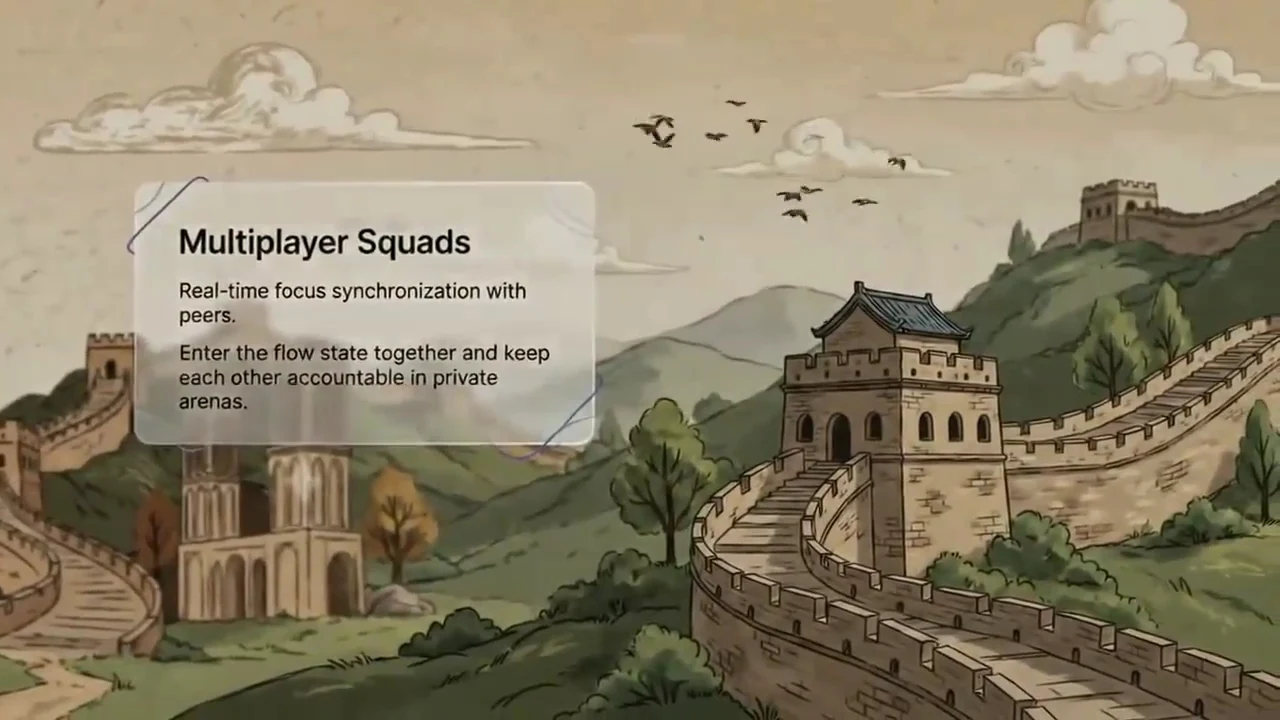 Multiplayer Squads
Real-time focus synchronization with
peers.
Enter the flow state together and keep
each other accountable in private
arenas.